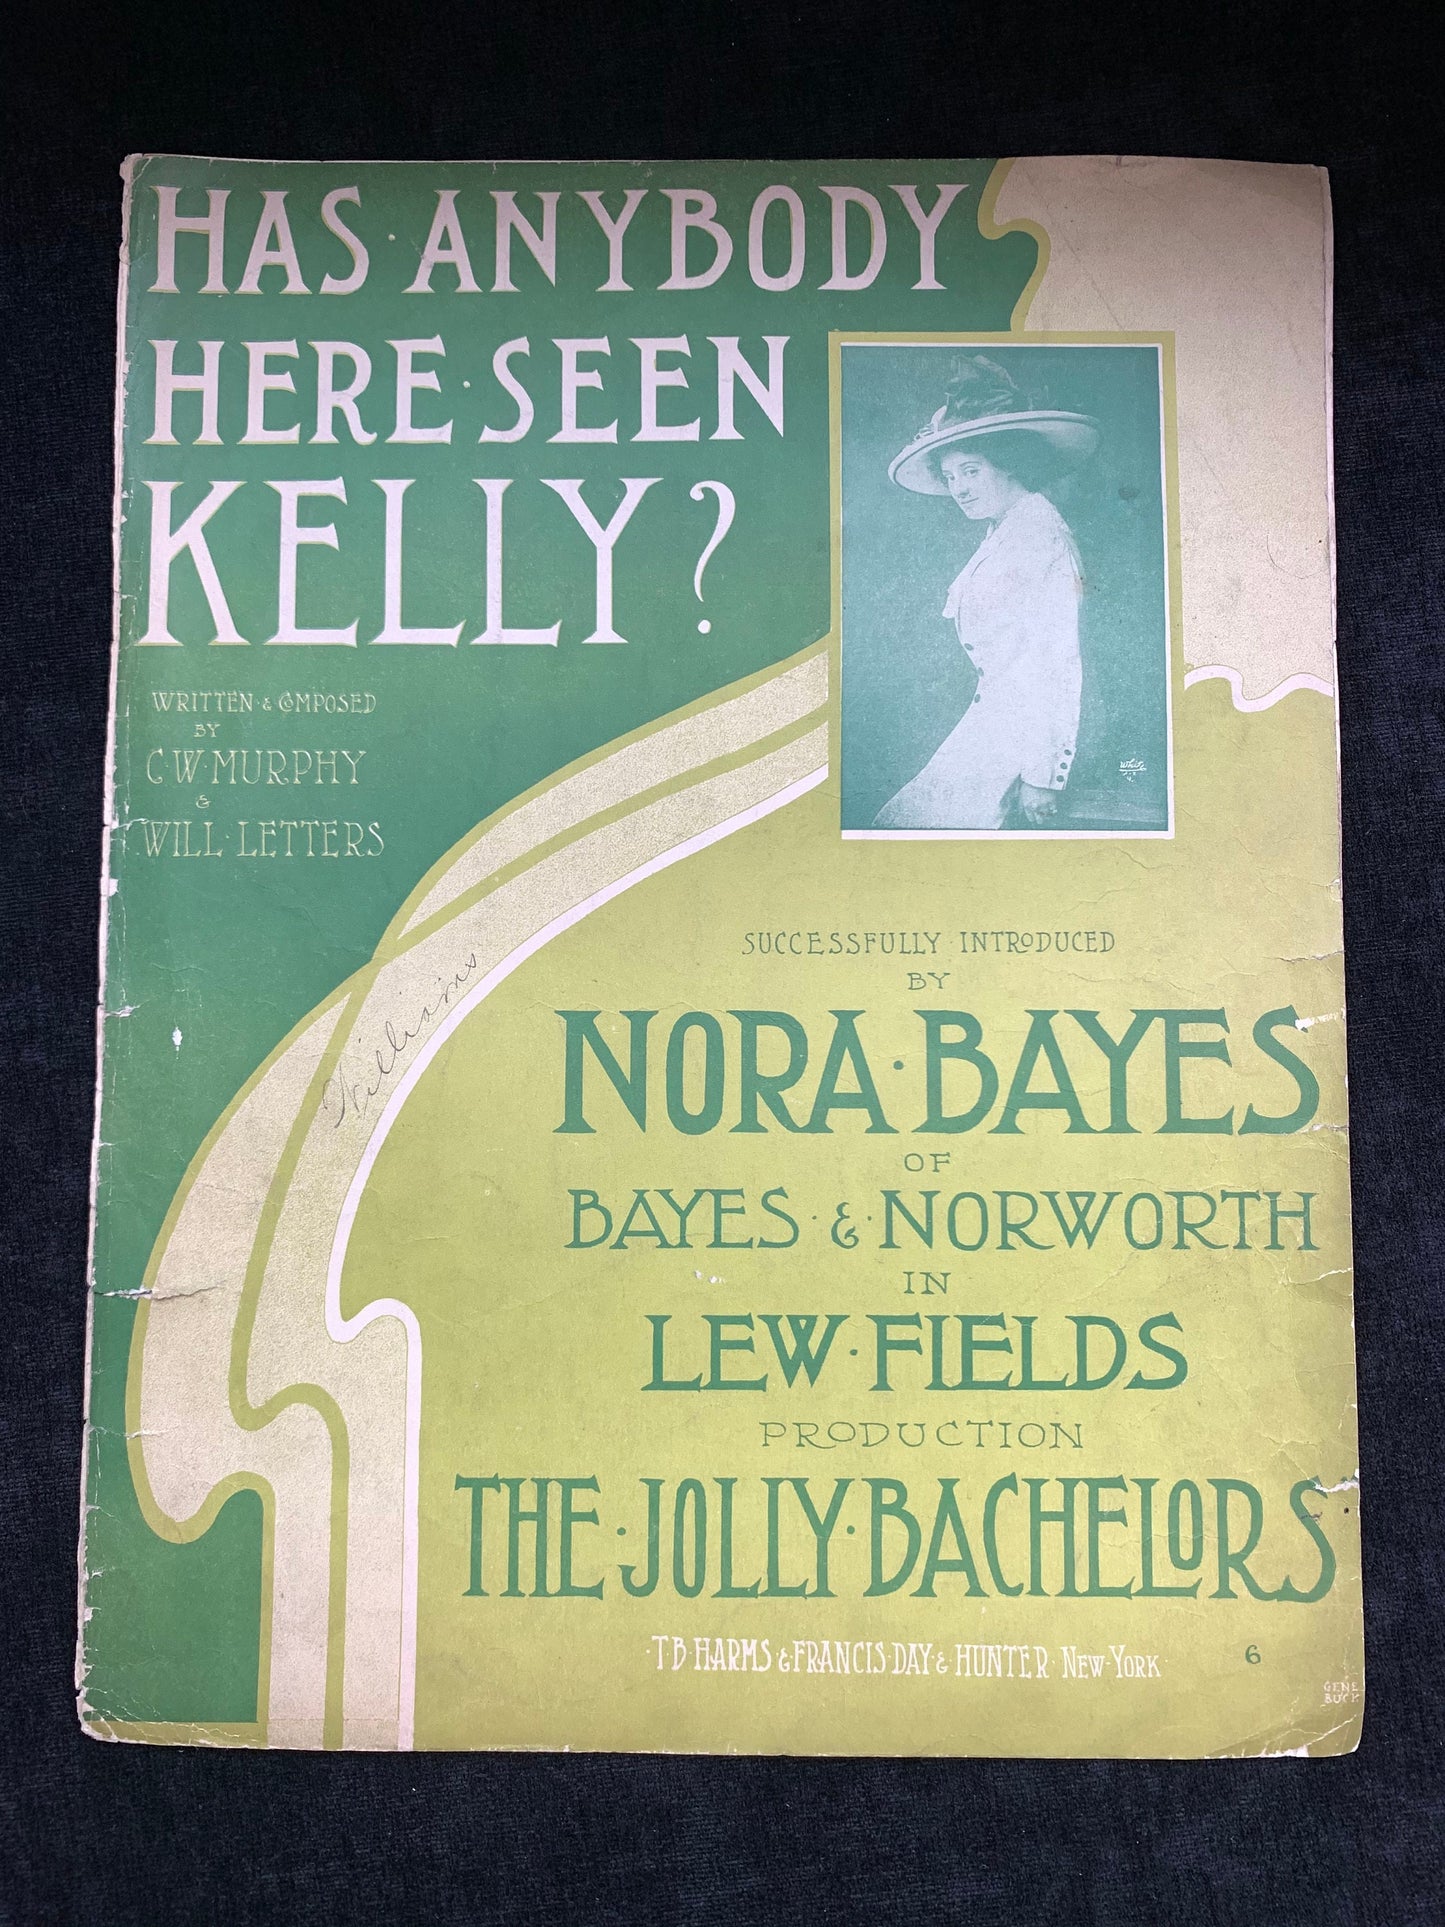 HAS·ANYBODY
HERE·SEEN
KELLY?
WRITTEN·&·COMPOSED
BY
C·W·MURPHY
&
WILL·LETTERS
White
N.Y.
Williams
SUCCESSFULLY·INTRODUCED
BY
NORA·BAYES
OF
BAYES·&·NORWORTH
IN
LEW·FIELDS
PRODUCTION
THE·JOLLY·BACHELORS
·T·B·HARMS·&·FRANCIS·DAY·&·HUNTER·NEW·YORK·
6
GENE
BUCK